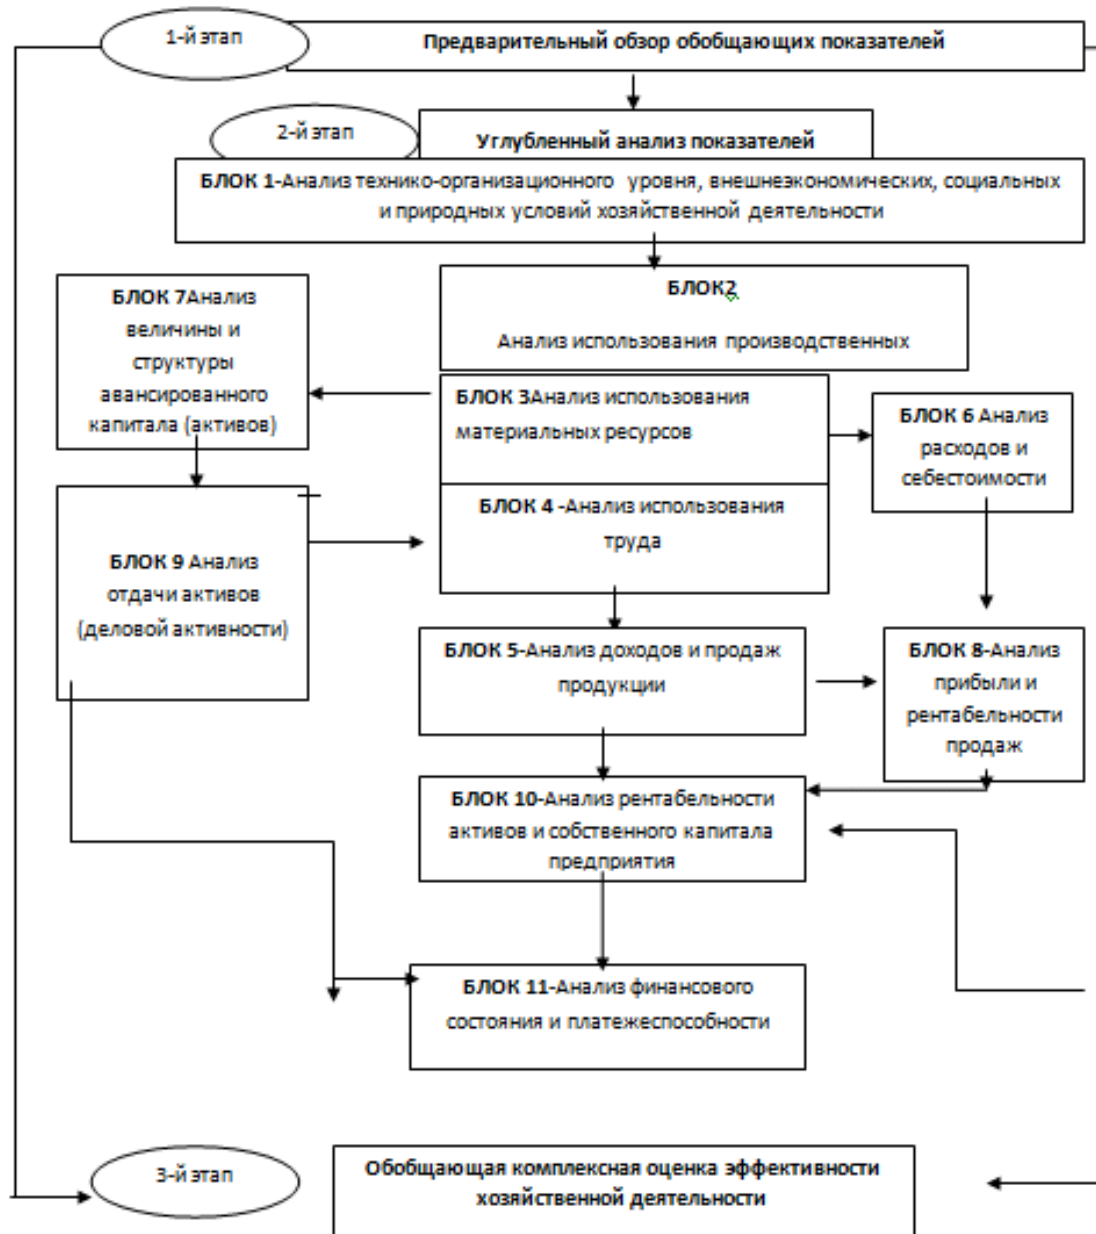 1-й этап
Предварительный обзор обобщающих показателей
2-й этап
Углубленный анализ показателей
БЛОК 1-Анализ технико-организационного уровня, внешнеэкономических, социальных
и природных условий хозяйственной деятельности
БЛОК2
Анализ использования производственных
БЛОК 7Анализ
величины и
структуры
авансированного
капитала (активов)
БЛОК 3Анализ использования
материальных ресурсов
БЛОК 6 Анализ
расходов и
себестоимости
БЛОК 4 -Анализ использования
труда
БЛОК 9 Анализ
отдачи активов
(деловой активности)
БЛОК 5-Анализ доходов и продаж
продукции
БЛОК 8-Анализ
прибыли и
рентабельности
продаж
БЛОК 10-Анализ рентабельности
активов и собственного капитала
предприятия
БЛОК 11-Анализ финансового
состояния и платежеспособности
3-й этап
Обобщающая комплексная оценка эффективности
хозяйственной деятельности